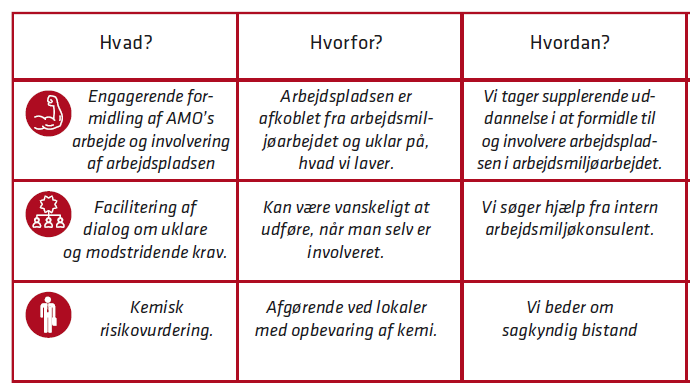 Hvad?
Hvorfor?
Hvordan?
Engagerende for-
midling af AMO's
arbejde og involvering
af arbejdspladsen
Arbejdspladsen er
afkoblet fra arbejdsmil-
jøarbejdet og uklar på,
hvad vi laver.
Vi tager supplerende ud-
dannelse i at formidle til
og involvere arbejdsplad-
sen i arbejdsmiljøarbejdet.
Facilitering af
dialog om uklare
og modstridende krav.
Kan være vanskeligt at
udføre, når man selv er
involveret.
Vi søger hjælp fra intern
arbejdsmiljøkonsulent.
Kemisk
risikovurdering.
Afgørende ved lokaler
med opbevaring af kemi.
Vi beder om
sagkyndig bistand